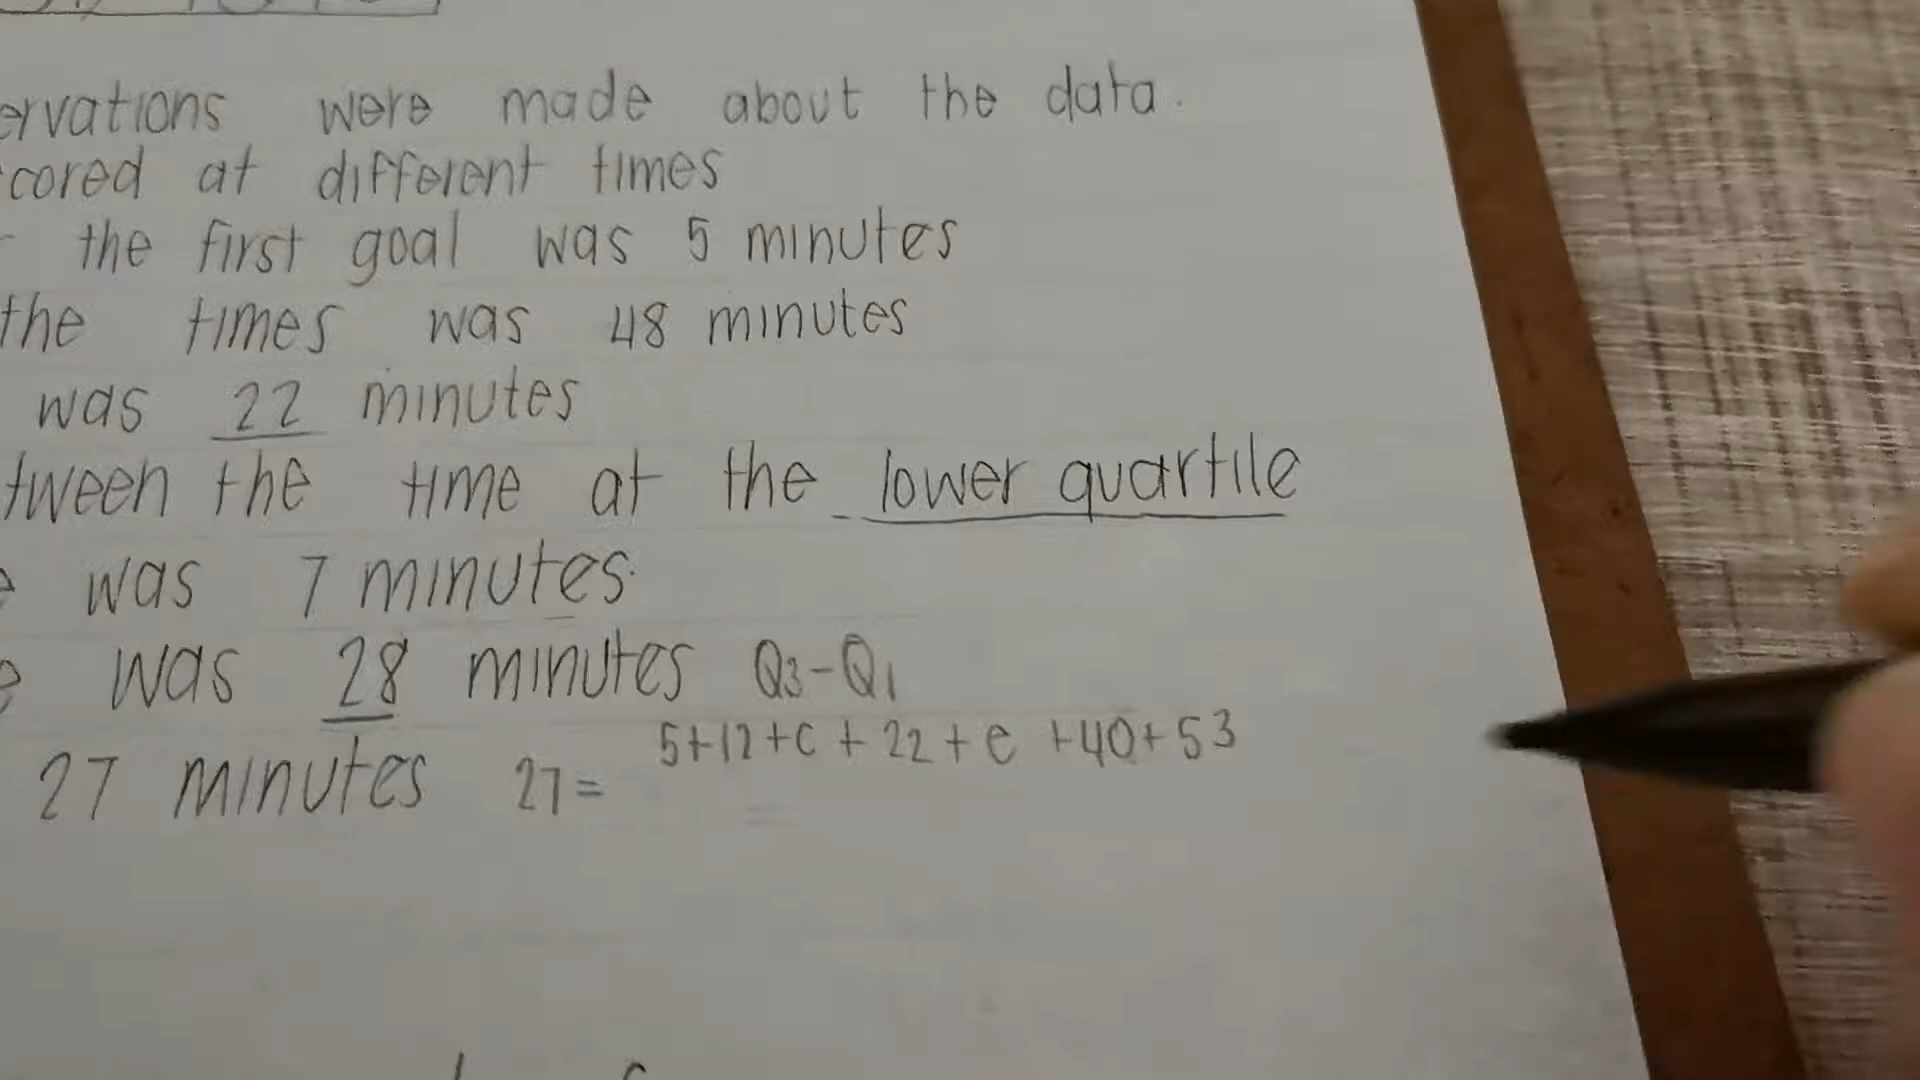 ervations were made about the data.
cored at different times
the first goal was 5 minutes
the times was 48 minutes
was 22 minutes
tween the time at the lower quartile
was 7 minutes.
was 28 minutes Q3-Q1
5+12+c + 22 + e +40+ 53
27 minutes 27=